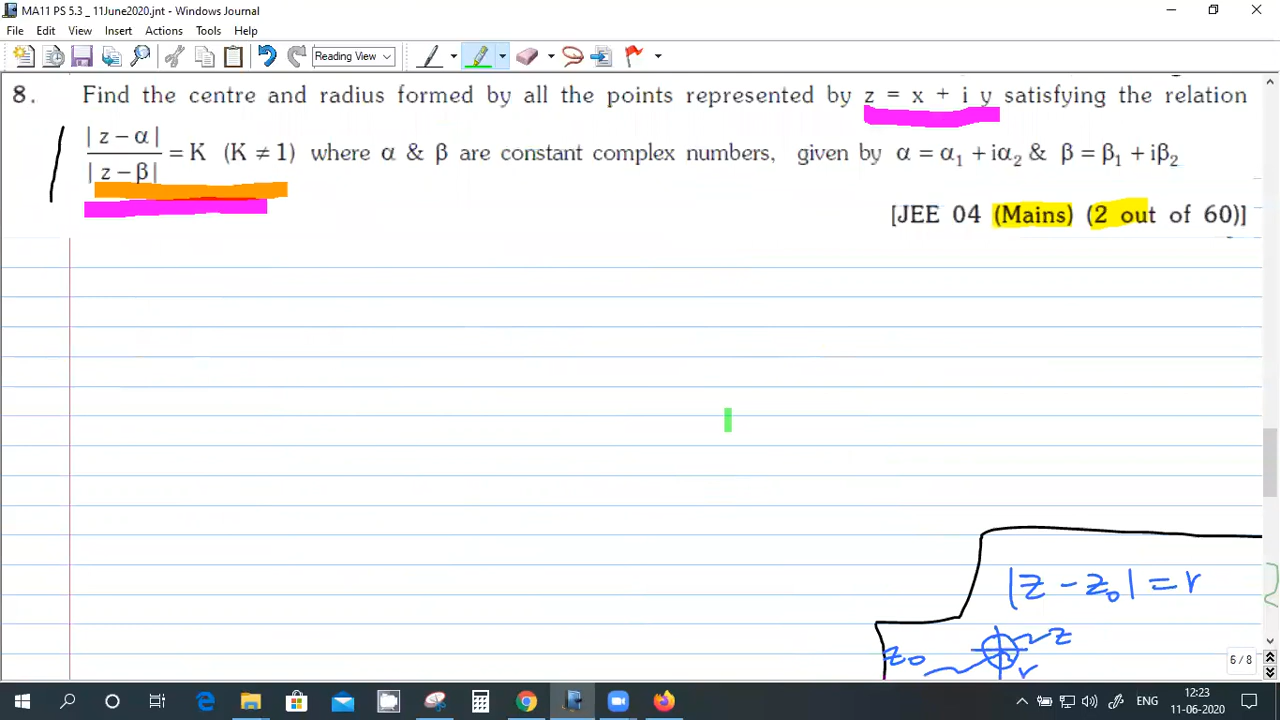 MA11 PS 5.3 _ 11June2020.jnt - Windows Journal
File Edit View Insert Actions Tools Help
Reading View
8. Find the centre and radius formed by all the points represented by z = x + i y satisfying the relation
| z − α |
| z − β | = K (K ≠ 1) where α & β are constant complex numbers, given by α = α₁ + iα₂ & β = β₁ + iβ₂
[JEE 04 (Mains) (2 out of 60)]
|z − z₀| = r
z
z₀
r
6 / 8
ENG
12:23
11-06-2020